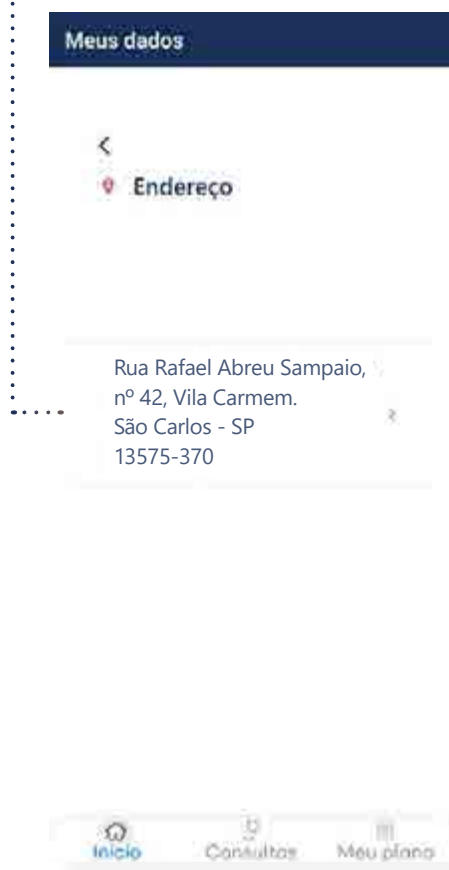 Meus dados
Endereço
Rua Rafael Abreu Sampaio,
nº 42, Vila Carmem.
São Carlos - SP
13575-370
Início
Consultas
Meu plano